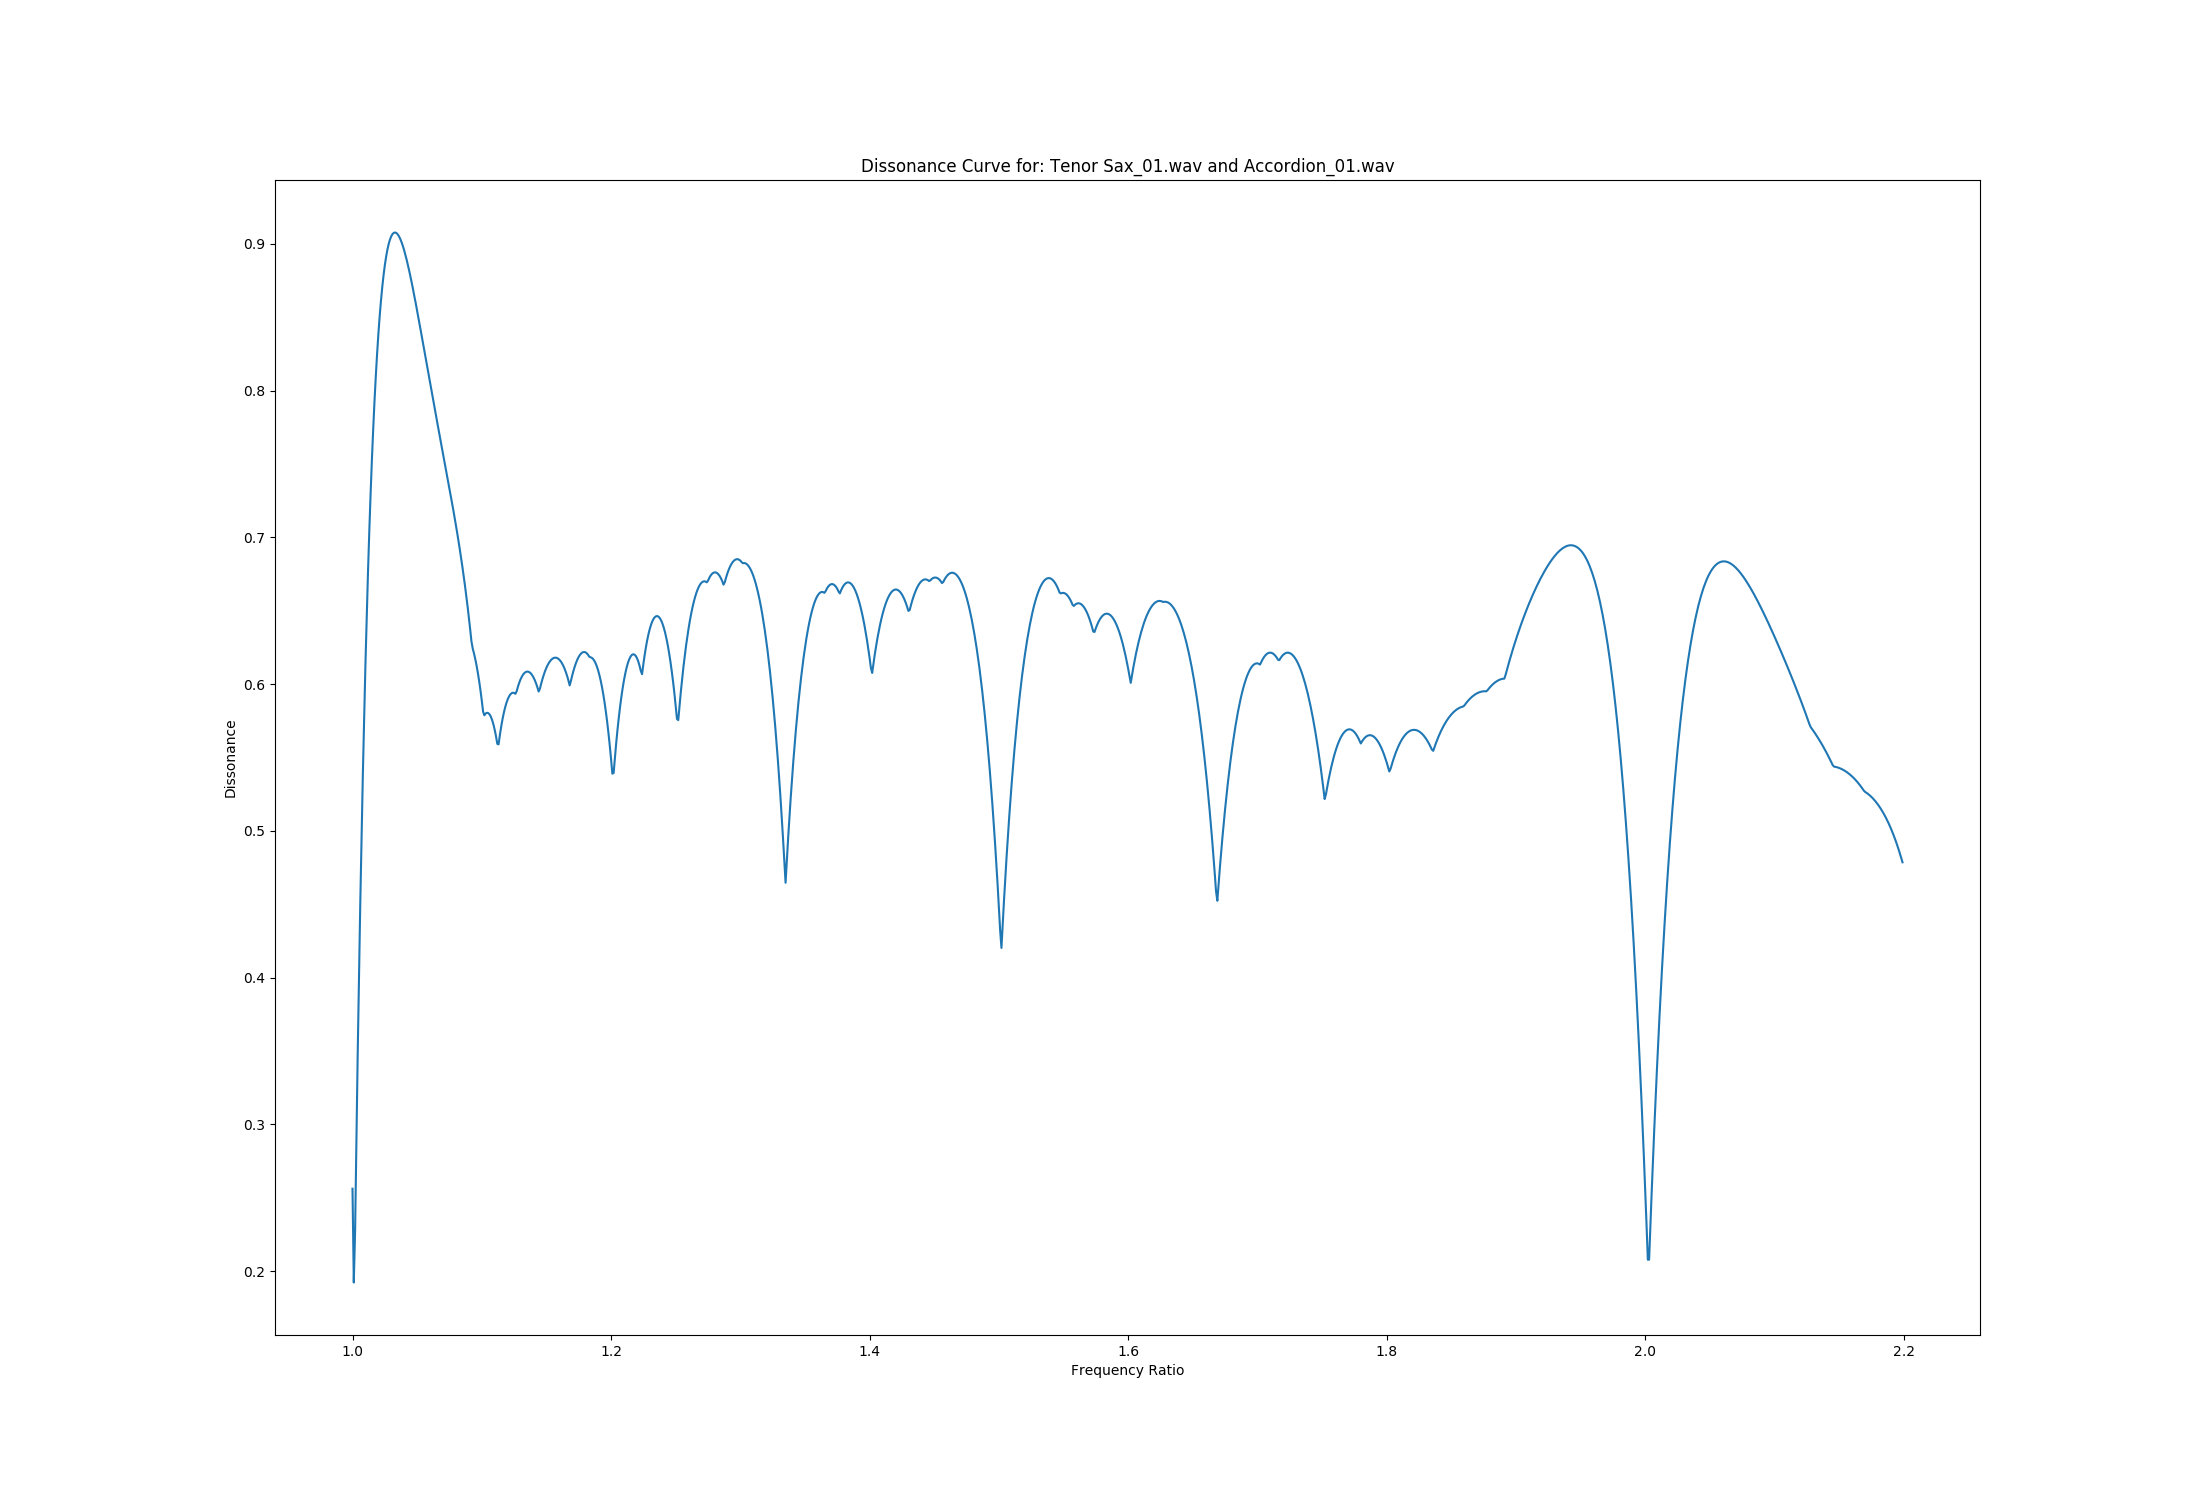 Dissonance Curve for: Tenor Sax_01.wav and Accordion_01.wav
0.9
0.8
0.7
0.6
0.5
0.4
0.3
0.2
Dissonance
1.0 1.2 1.4 1.6 1.8 2.0 2.2
Frequency Ratio